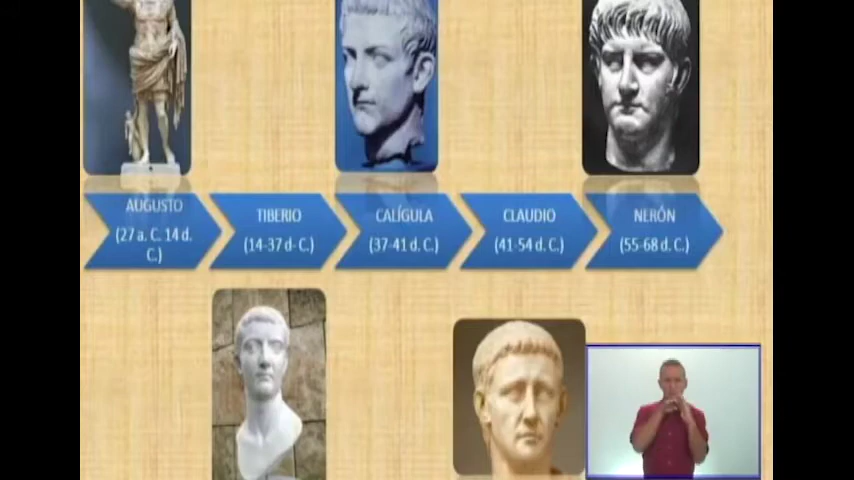 AUGUSTO
(27 a. C. 14 d.
C.)
TIBERIO
(14-37 d- C.)
CALÍGULA
(37-41 d. C.)
CLAUDIO
(41-54 d. C.)
NERÓN
(55-68 d. C.)